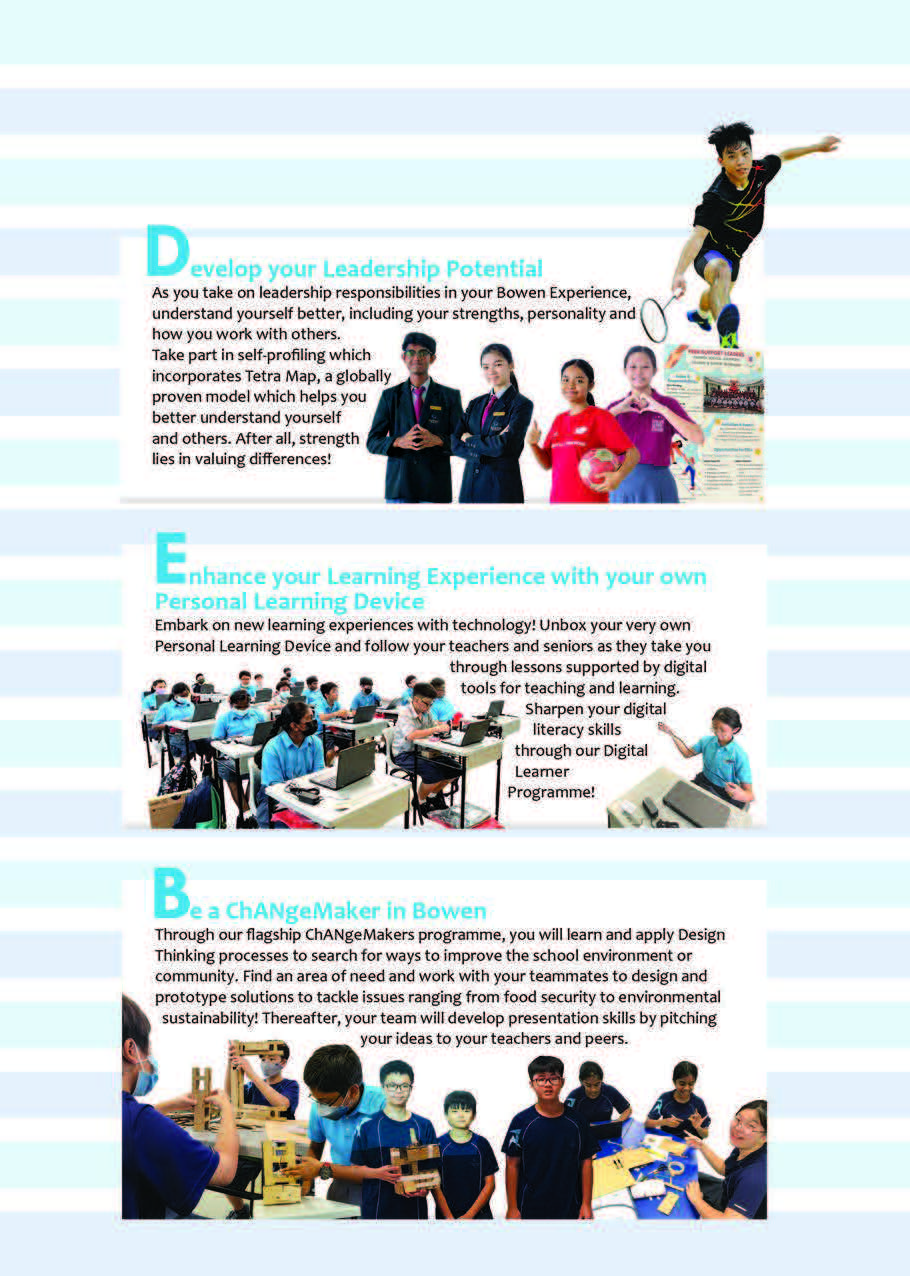 Develop your Leadership Potential
As you take on leadership responsibilities in your Bowen Experience,
understand yourself better, including your strengths, personality and
how you work with others.
Take part in self-profiling which
incorporates Tetra Map, a globally
proven model which helps you
better understand yourself
and others. After all, strength
lies in valuing differences!
PEER SUPPORT LEADERS
Enhance your Learning Experience with your own
Personal Learning Device
Embark on new learning experiences with technology! Unbox your very own
Personal Learning Device and follow your teachers and seniors as they take you
through lessons supported by digital
tools for teaching and learning.
Sharpen your digital
literacy skills
through our Digital
Learner
Programme!
Be a ChANgeMaker in Bowen
Through our flagship ChANgeMakers programme, you will learn and apply Design
Thinking processes to search for ways to improve the school environment or
community. Find an area of need and work with your teammates to design and
prototype solutions to tackle issues ranging from food security to environmental
sustainability! Thereafter, your team will develop presentation skills by pitching
your ideas to your teachers and peers.